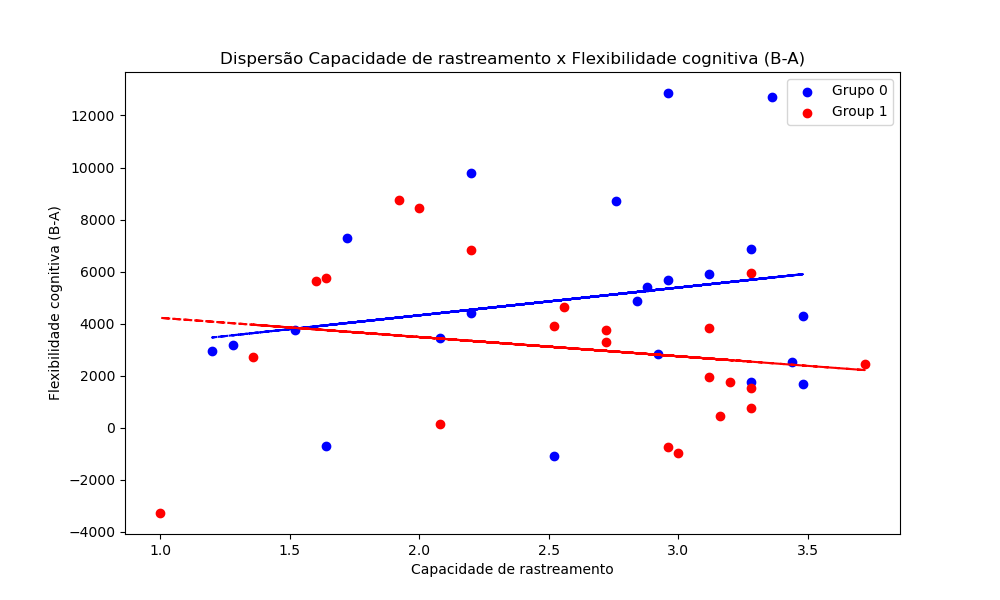 Dispersão Capacidade de rastreamento x Flexibilidade cognitiva (B-A)
Grupo 0
Group 1
Flexibilidade cognitiva (B-A)
12000
10000
8000
6000
4000
2000
0
−2000
−4000
1.0 1.5 2.0 2.5 3.0 3.5
Capacidade de rastreamento